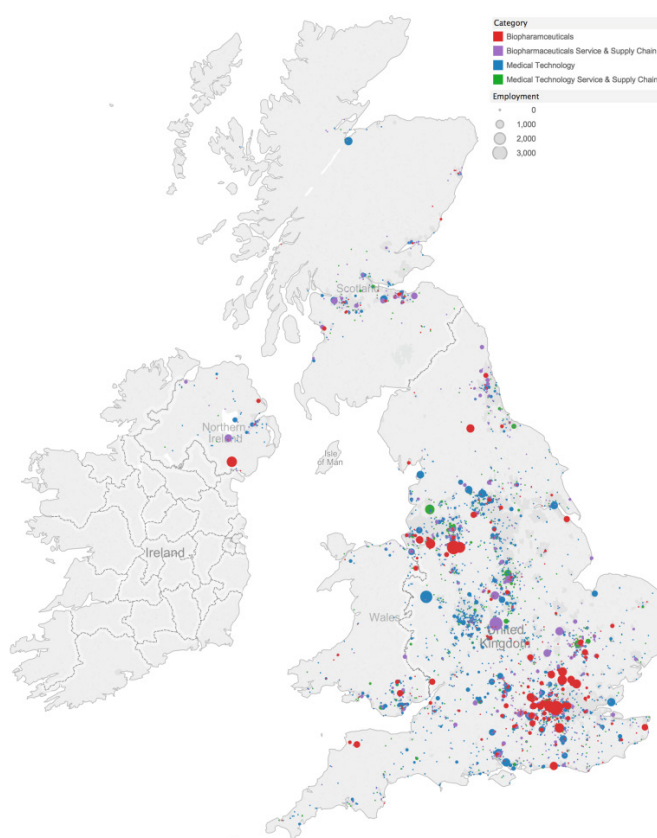 Category
Biopharamceuticals
Biopharmaceuticals Service & Supply Chain
Medical Technology
Medical Technology Service & Supply Chain
Employment
0
1,000
2,000
3,000
Scotland
Northern
Ireland
Isle
of Man
Ireland
Wales
United
Kingdom